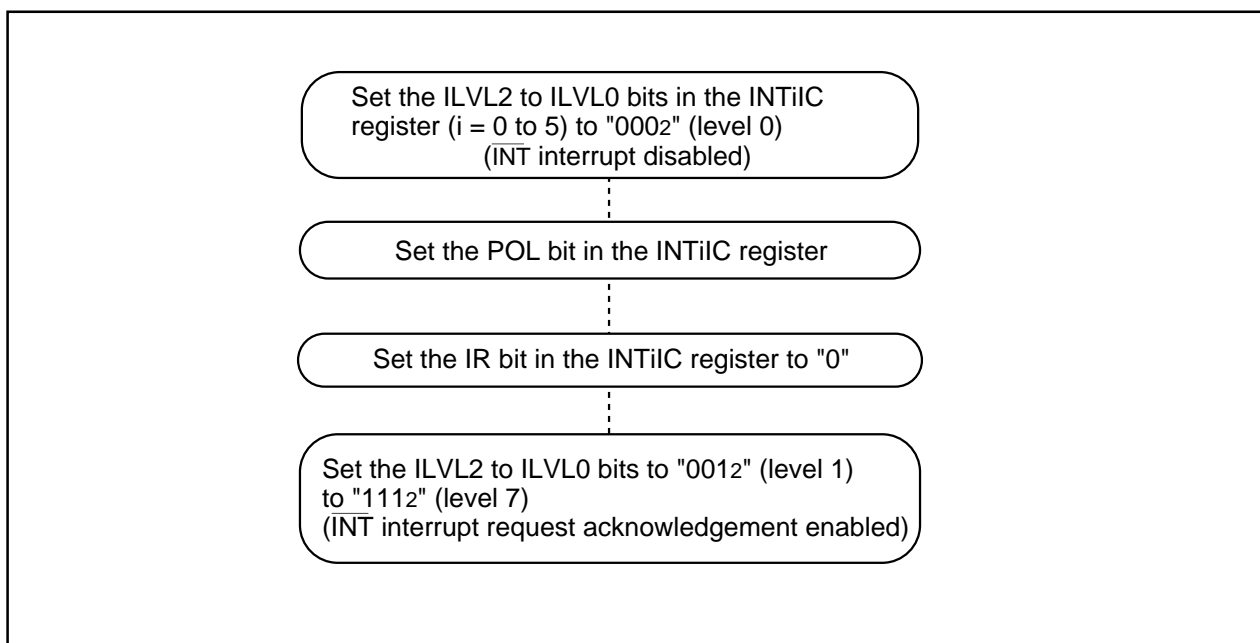 Set the ILVL2 to ILVL0 bits in the INTiIC
register (i = 0 to 5) to "000₂" (level 0)
(I̅N̅T̅ interrupt disabled)
Set the POL bit in the INTiIC register
Set the IR bit in the INTiIC register to "0"
Set the ILVL2 to ILVL0 bits to "001₂" (level 1)
to "111₂" (level 7)
(I̅N̅T̅ interrupt request acknowledgement enabled)